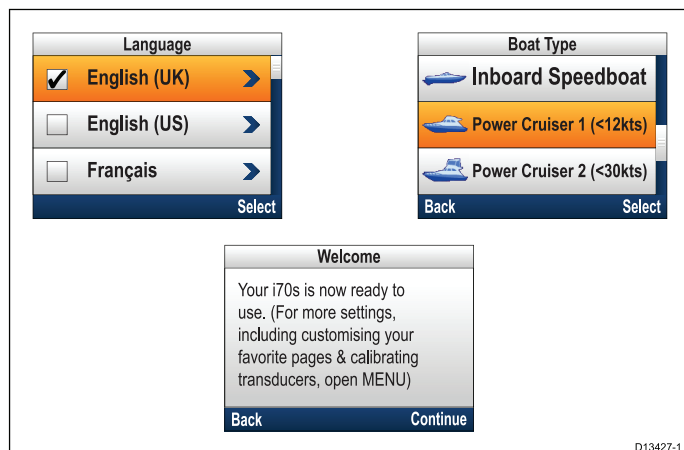 Language
English (UK)
English (US)
Français
Select
Boat Type
Inboard Speedboat
Power Cruiser 1 (<12kts)
Power Cruiser 2 (<30kts)
Back Select
Welcome
Your i70s is now ready to
use. (For more settings,
including customising your
favorite pages & calibrating
transducers, open MENU)
Back Continue
D13427-1